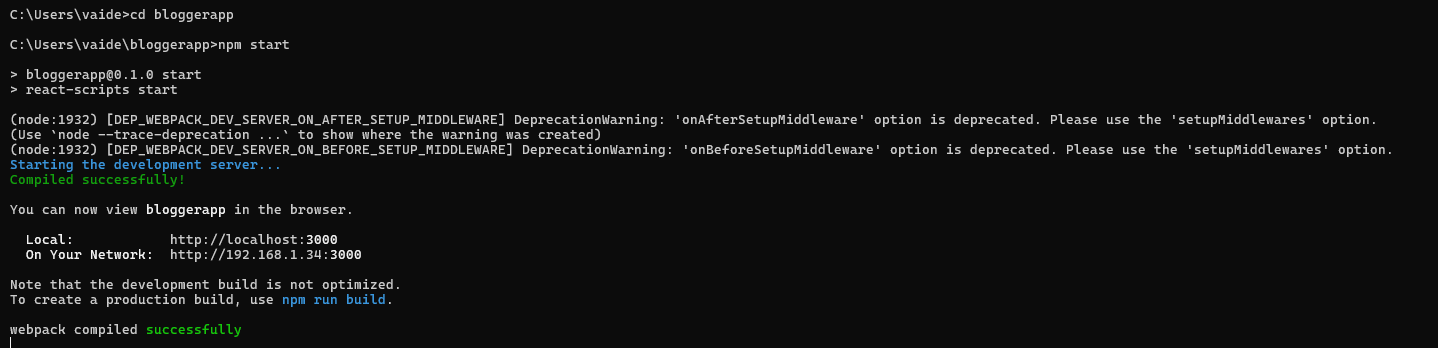 C:\Users\vaide>cd bloggerapp
C:\Users\vaide\bloggerapp>npm start
> bloggerapp@0.1.0 start
> react-scripts start
(node:1932) [DEP_WEBPACK_DEV_SERVER_ON_AFTER_SETUP_MIDDLEWARE] DeprecationWarning: 'onAfterSetupMiddleware' option is deprecated. Please use the 'setupMiddlewares' option.
(Use `node --trace-deprecation ...` to show where the warning was created)
(node:1932) [DEP_WEBPACK_DEV_SERVER_ON_BEFORE_SETUP_MIDDLEWARE] DeprecationWarning: 'onBeforeSetupMiddleware' option is deprecated. Please use the 'setupMiddlewares' option.
Starting the development server...
Compiled successfully!
You can now view bloggerapp in the browser.
Local: http://localhost:3000
On Your Network: http://192.168.1.34:3000
Note that the development build is not optimized.
To create a production build, use npm run build.
webpack compiled successfully